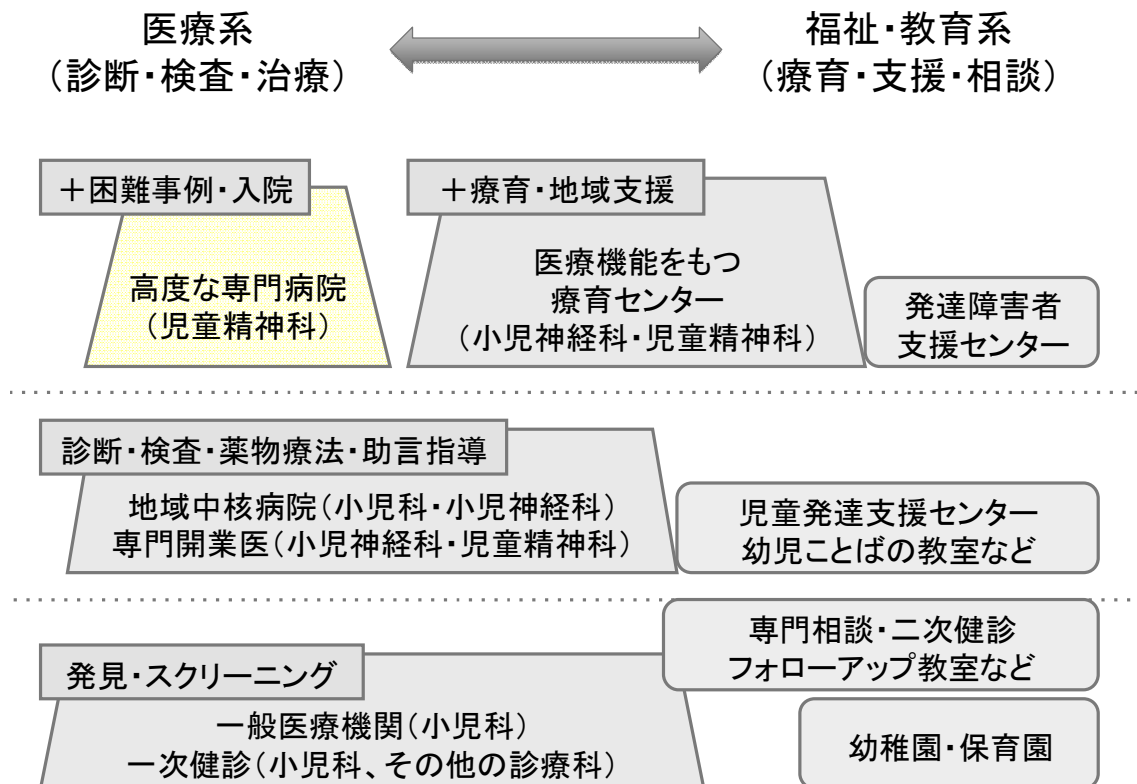 医療系
（診断・検査・治療）
福祉・教育系
（療育・支援・相談）
＋困難事例・入院
高度な専門病院
（児童精神科）
＋療育・地域支援
医療機能をもつ
療育センター
（小児神経科・児童精神科）
発達障害者
支援センター
診断・検査・薬物療法・助言指導
地域中核病院（小児科・小児神経科）
専門開業医（小児神経科・児童精神科）
児童発達支援センター
幼児ことばの教室など
専門相談・二次健診
フォローアップ教室など
発見・スクリーニング
一般医療機関（小児科）
一次健診（小児科、その他の診療科）
幼稚園・保育園